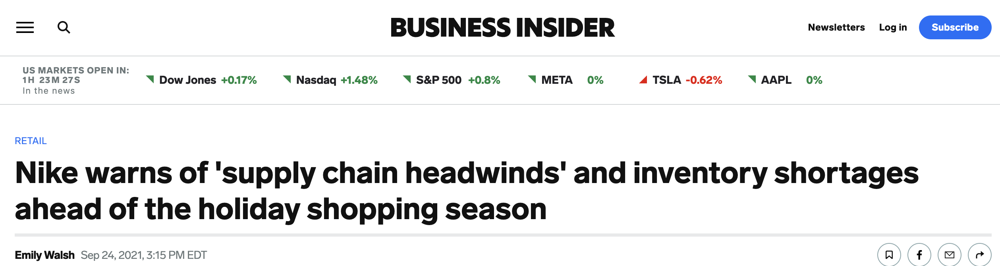 BUSINESS INSIDER
Newsletters Log in Subscribe
US MARKETS OPEN IN:
1H 23M 27S
In the news
Dow Jones +0.17% Nasdaq +1.48% S&P 500 +0.8% META 0% TSLA -0.62% AAPL 0%
RETAIL
Nike warns of 'supply chain headwinds' and inventory shortages
ahead of the holiday shopping season
Emily Walsh Sep 24, 2021, 3:15 PM EDT